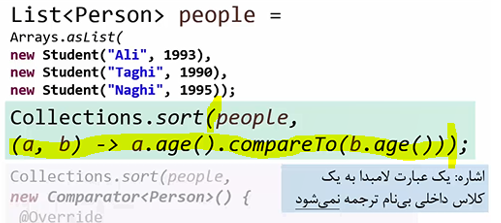 List<Person> people =
Arrays.asList(
new Student("Ali", 1993),
new Student("Taghi", 1990),
new Student("Naghi", 1995));
Collections.sort(people,
(a, b) -> a.age().compareTo(b.age()));
Collections.sort(people,
new Comparator<Person>() {
@Override
اشاره: یک عبارت لامبدا به یک
کلاس داخلی بی‌نام ترجمه نمی‌شود